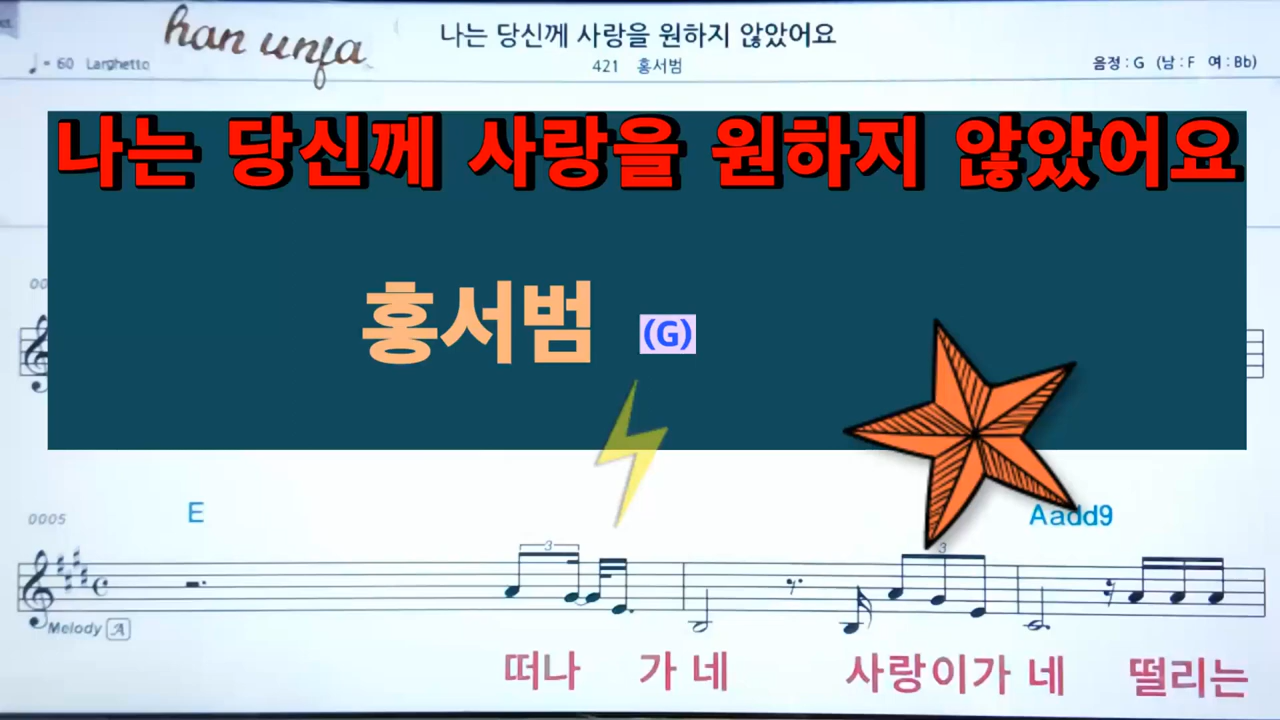 han unfa
나는 당신께 사랑을 원하지 않았어요
♩= 60 Larghetto
421 홍서범
음정 : G (남 : F 여 : Bb)
나는 당신께 사랑을 원하지 않았어요
홍서범 (G)
0005 E Aadd9
3 3
Melody A
떠나 가 네 사랑이가 네 떨리는